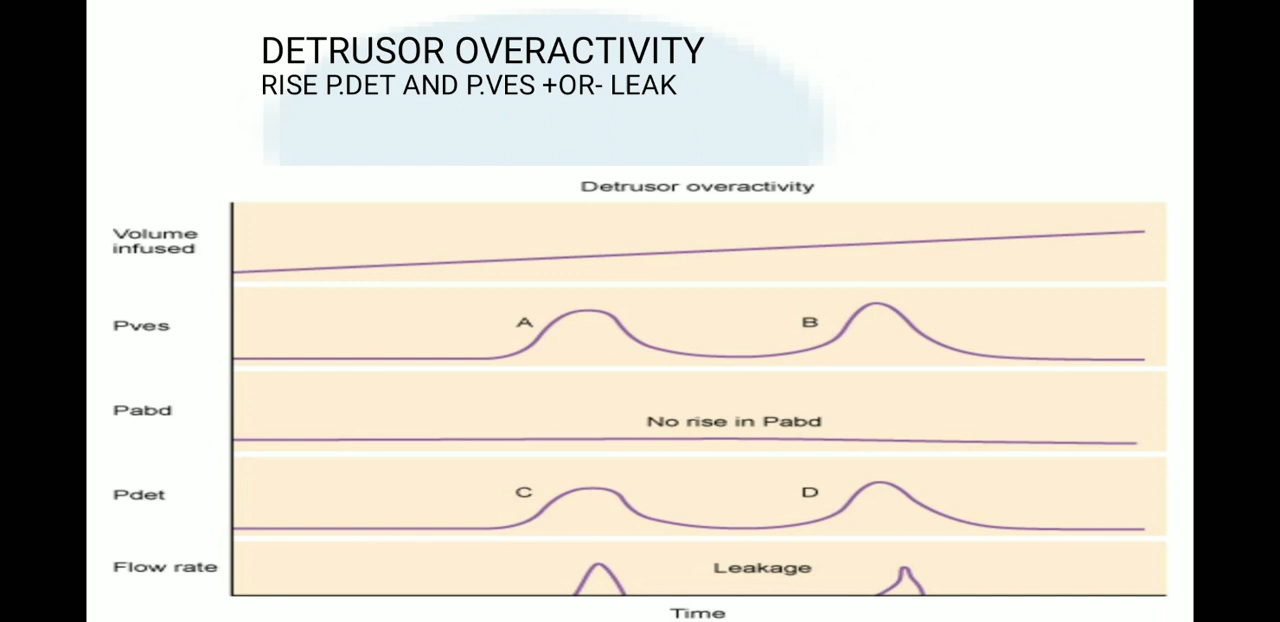 DETRUSOR OVERACTIVITY
RISE P.DET AND P.VES +OR- LEAK
Detrusor overactivity
Volume
infused
Pves
A
B
Pabd
No rise in Pabd
Pdet
C
D
Flow rate
Leakage
Time